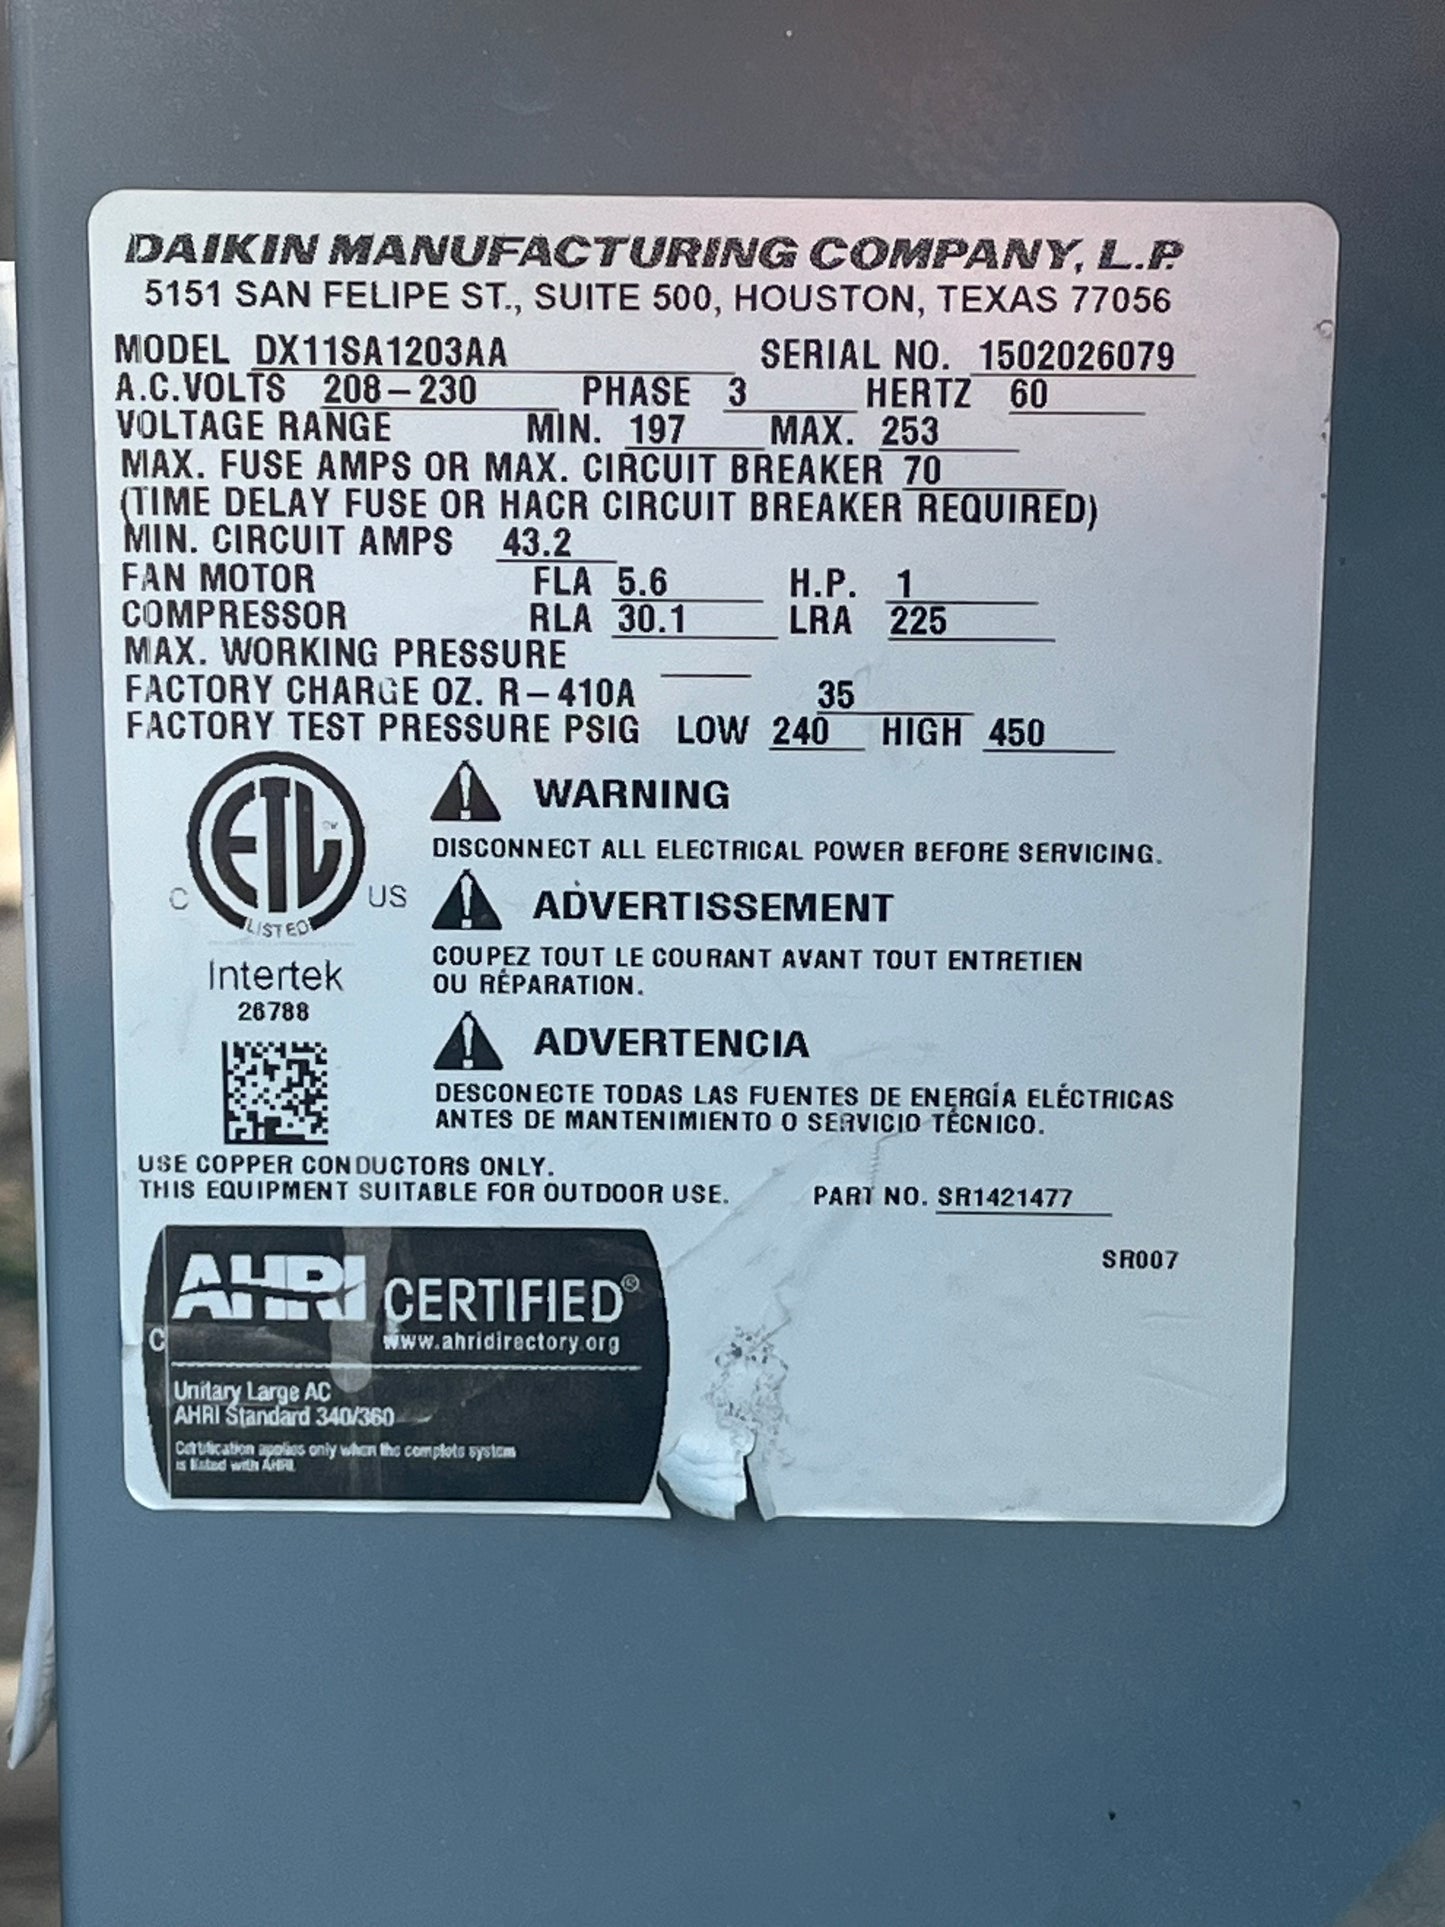 DAIKIN MANUFACTURING COMPANY, L.P.
5151 SAN FELIPE ST., SUITE 500, HOUSTON, TEXAS 77056
MODEL DX11SA1203AA SERIAL NO. 1502026079
A.C.VOLTS 208-230 PHASE 3 HERTZ 60
VOLTAGE RANGE MIN. 197 MAX. 253
MAX. FUSE AMPS OR MAX. CIRCUIT BREAKER 70
(TIME DELAY FUSE OR HACR CIRCUIT BREAKER REQUIRED)
MIN. CIRCUIT AMPS 43.2
FAN MOTOR FLA 5.6 H.P. 1
COMPRESSOR RLA 30.1 LRA 225
MAX. WORKING PRESSURE
FACTORY CHARGE OZ. R-410A 35
FACTORY TEST PRESSURE PSIG LOW 240 HIGH 450
ETL
CM
C US
LISTED
Intertek
26788
WARNING
DISCONNECT ALL ELECTRICAL POWER BEFORE SERVICING.
ADVERTISSEMENT
COUPEZ TOUT LE COURANT AVANT TOUT ENTRETIEN
OU RÉPARATION.
ADVERTENCIA
DESCONECTE TODAS LAS FUENTES DE ENERGÍA ELÉCTRICAS
ANTES DE MANTENIMIENTO O SERVICIO TÉCNICO.
USE COPPER CONDUCTORS ONLY.
THIS EQUIPMENT SUITABLE FOR OUTDOOR USE. PART NO. SR1421477
SR007
AHRI CERTIFIED®
www.ahridirectory.org
C
Unitary Large AC
AHRI Standard 340/360
Certification applies only when the complete system
is listed with AHRI.